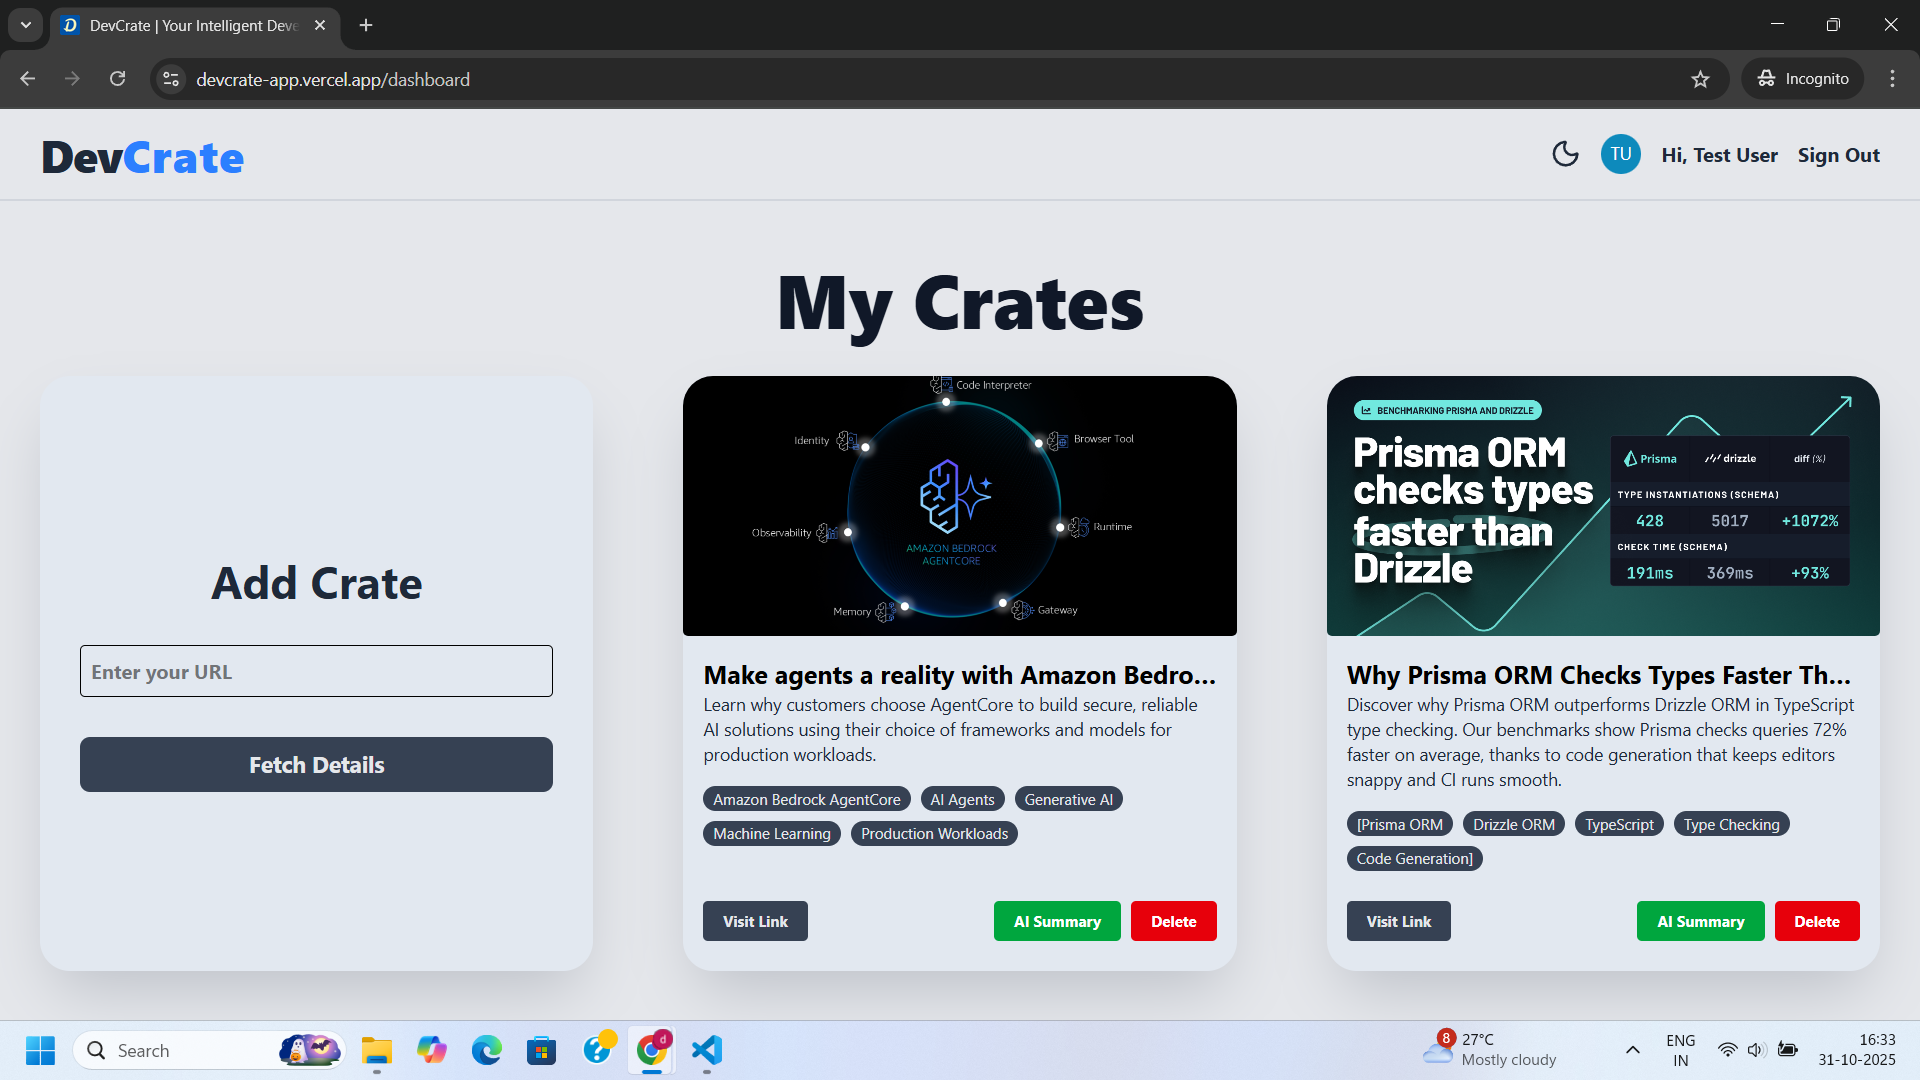 DevCrate | Your Intelligent Deve
devcrate-app.vercel.app/dashboard
Incognito
DevCrate
TU
Hi, Test User
Sign Out
My Crates
Add Crate
Enter your URL
Fetch Details
Code Interpreter
Identity
Browser Tool
Observability
Runtime
AMAZON BEDROCK
AGENTCORE
Memory
Gateway
Make agents a reality with Amazon Bedro...
Learn why customers choose AgentCore to build secure, reliable
AI solutions using their choice of frameworks and models for
production workloads.
Amazon Bedrock AgentCore
AI Agents
Generative AI
Machine Learning
Production Workloads
Visit Link
AI Summary
Delete
BENCHMARKING PRISMA AND DRIZZLE
Prisma ORM
checks types
faster than
Drizzle
Prisma drizzle diff (%)
TYPE INSTANTIATIONS (SCHEMA)
428 5017 +1072%
CHECK TIME (SCHEMA)
191ms 369ms +93%
Why Prisma ORM Checks Types Faster Th...
Discover why Prisma ORM outperforms Drizzle ORM in TypeScript
type checking. Our benchmarks show Prisma checks queries 72%
faster on average, thanks to code generation that keeps editors
snappy and CI runs smooth.
[Prisma ORM
Drizzle ORM
TypeScript
Type Checking
Code Generation]
Visit Link
AI Summary
Delete
Search
d
8
27°C
Mostly cloudy
ENG
IN
16:33
31-10-2025